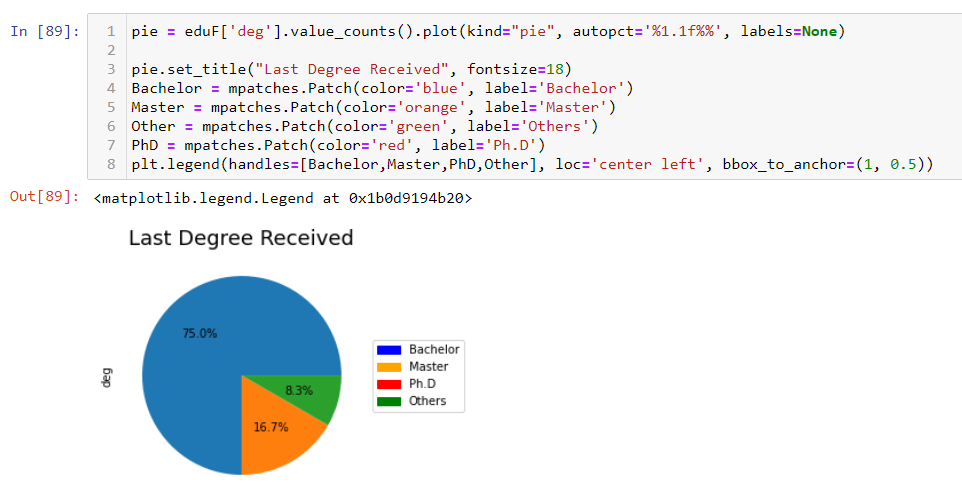 In [89]:
1 pie = eduF['deg'].value_counts().plot(kind="pie", autopct='%1.1f%%', labels=None)
2
3 pie.set_title("Last Degree Received", fontsize=18)
4 Bachelor = mpatches.Patch(color='blue', label='Bachelor')
5 Master = mpatches.Patch(color='orange', label='Master')
6 Other = mpatches.Patch(color='green', label='Others')
7 PhD = mpatches.Patch(color='red', label='Ph.D')
8 plt.legend(handles=[Bachelor,Master,PhD,Other], loc='center left', bbox_to_anchor=(1, 0.5))
Out[89]: <matplotlib.legend.Legend at 0x1b0d9194b20>
Last Degree Received
75.0%
8.3%
16.7%
deg
Bachelor
Master
Ph.D
Others